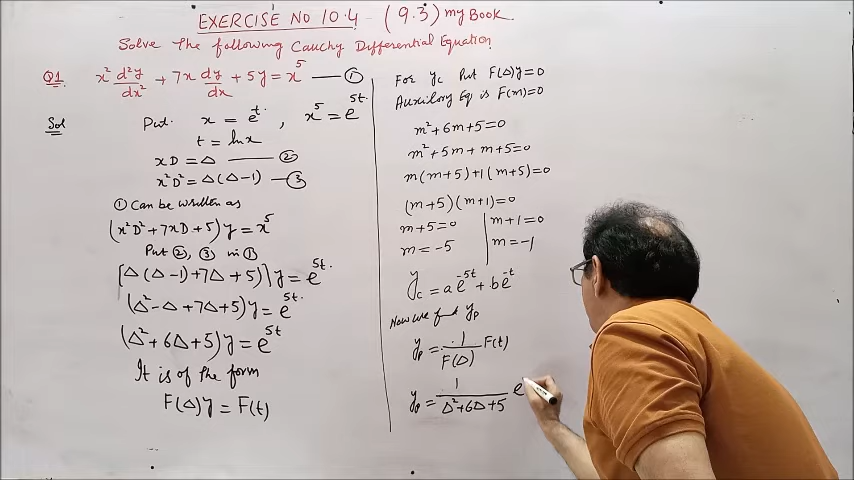 EXERCISE NO 10.4 - (9.3) my Book.
Solve The following Cauchy Differential Equation
Q1 x² d²y/dx² + 7x dy/dx + 5y = x⁵ —— ①
Sol Put x = eᵗ , x⁵ = e⁵ᵗ
t = lnx
xD = Δ —— ②
x²D² = Δ(Δ-1) — ③
① Can be written as
(x²D² + 7xD + 5)y = x⁵
Put ②, ③ in ①
[Δ(Δ-1) + 7Δ + 5)]y = e⁵ᵗ
(Δ² - Δ + 7Δ + 5)y = e⁵ᵗ
(Δ² + 6Δ + 5)y = e⁵ᵗ
It is of the form
F(Δ)y = F(t)
For yc Put F(Δ)y = 0
Auxiliary Eq is F(m) = 0
m² + 6m + 5 = 0
m² + 5m + m + 5 = 0
m(m+5) + 1(m+5) = 0
(m+5)(m+1) = 0
m+5 = 0 | m+1 = 0
m = -5 | m = -1
yc = a e⁻⁵ᵗ + b e⁻ᵗ
Now we find yp
yp = 1/F(Δ) F(t)
yp = 1/(Δ²+6Δ+5) e